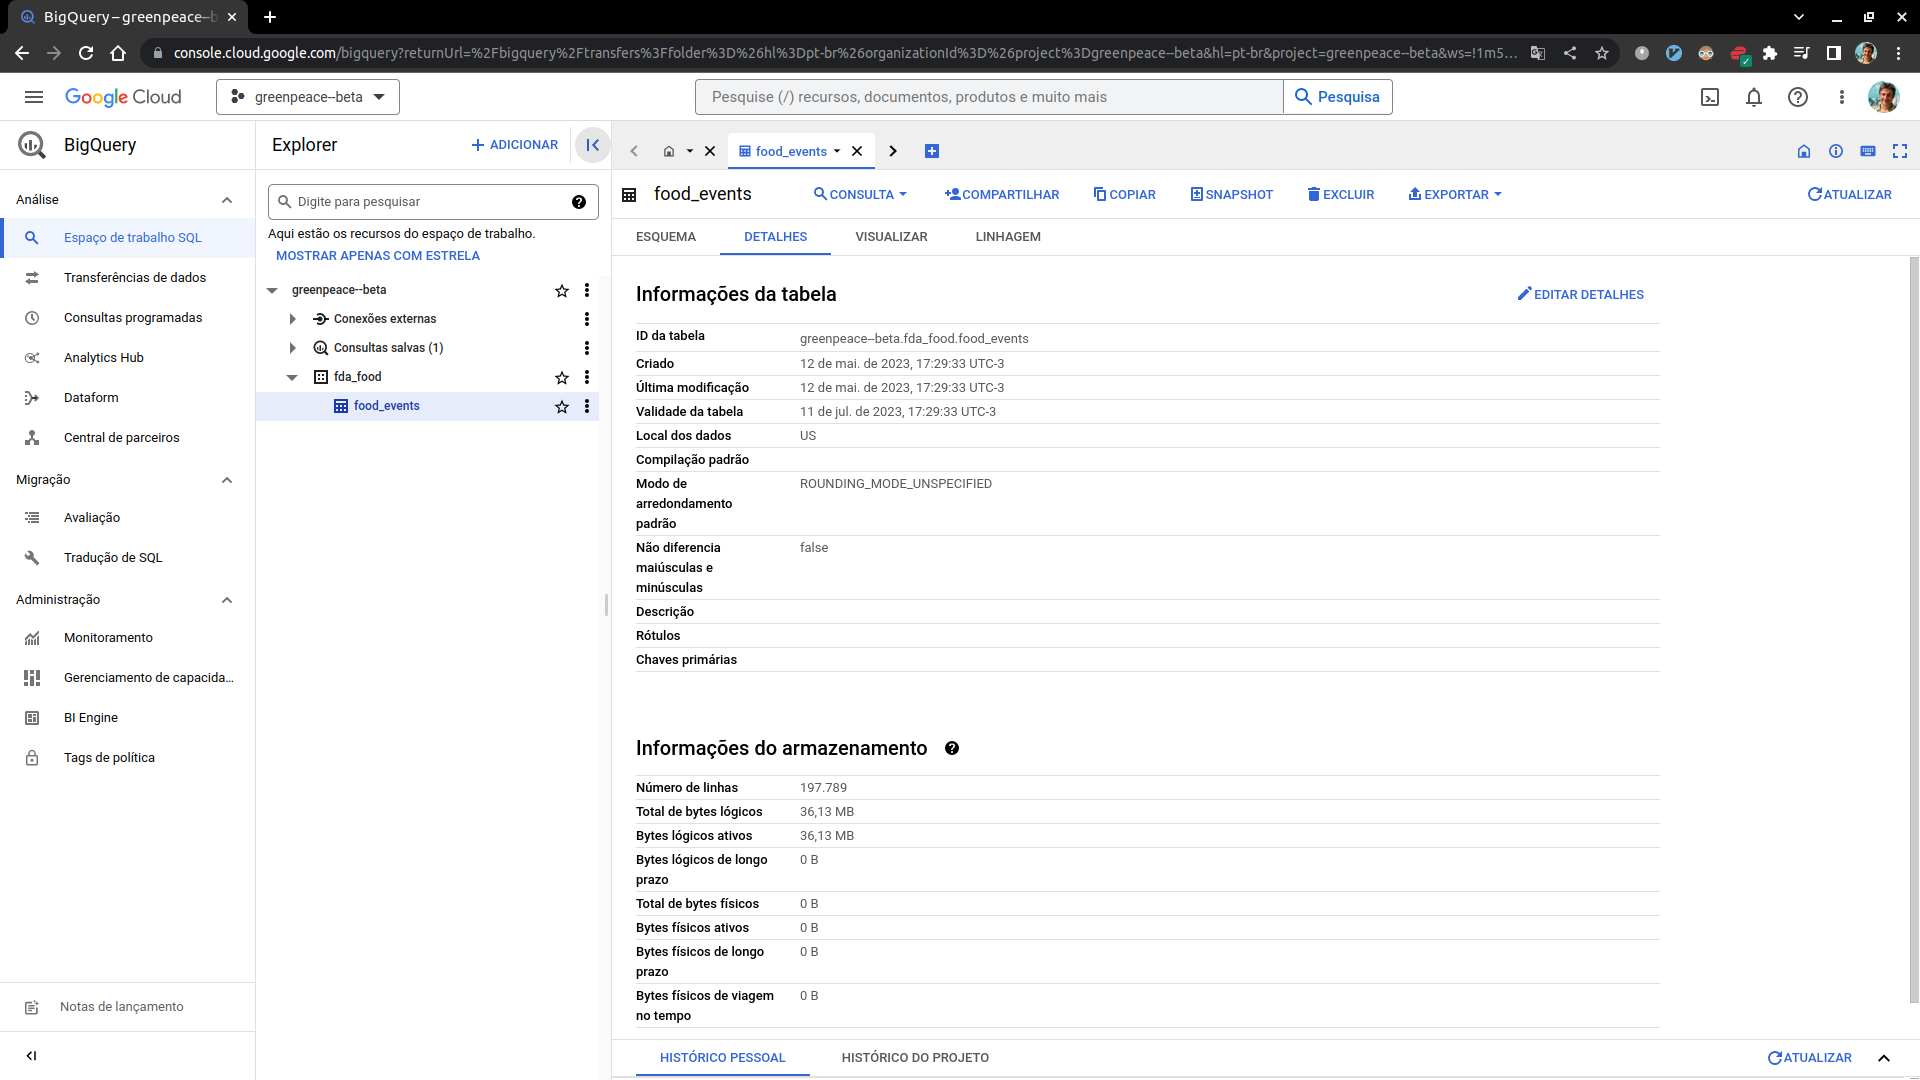 BigQuery – greenpeace--b
console.cloud.google.com/bigquery?returnUrl=%2Fbigquery%2Ftransfers%3Ffolder%3D%26hl%3Dpt-br%26organizationId%3D%26project%3Dgreenpeace--beta&hl=pt-br&project=greenpeace--beta&ws=!1m5...
Google Cloud
greenpeace--beta
Pesquise (/) recursos, documentos, produtos e muito mais
Pesquisa
BigQuery
Explorer
ADICIONAR
food_events
Análise
Espaço de trabalho SQL
Transferências de dados
Consultas programadas
Analytics Hub
Dataform
Central de parceiros
Migração
Avaliação
Tradução de SQL
Administração
Monitoramento
Gerenciamento de capacida...
BI Engine
Tags de política
Notas de lançamento
Digite para pesquisar
Aqui estão os recursos do espaço de trabalho.
MOSTRAR APENAS COM ESTRELA
greenpeace--beta
Conexões externas
Consultas salvas (1)
fda_food
food_events
food_events
CONSULTA
COMPARTILHAR
COPIAR
SNAPSHOT
EXCLUIR
EXPORTAR
ATUALIZAR
ESQUEMA
DETALHES
VISUALIZAR
LINHAGEM
Informações da tabela
EDITAR DETALHES
ID da tabela
greenpeace--beta.fda_food.food_events
Criado
12 de mai. de 2023, 17:29:33 UTC-3
Última modificação
12 de mai. de 2023, 17:29:33 UTC-3
Validade da tabela
11 de jul. de 2023, 17:29:33 UTC-3
Local dos dados
US
Compilação padrão
Modo de
arredondamento
padrão
ROUNDING_MODE_UNSPECIFIED
Não diferencia
maiúsculas e
minúsculas
false
Descrição
Rótulos
Chaves primárias
Informações do armazenamento
Número de linhas
197.789
Total de bytes lógicos
36,13 MB
Bytes lógicos ativos
36,13 MB
Bytes lógicos de longo
prazo
0 B
Total de bytes físicos
0 B
Bytes físicos ativos
0 B
Bytes físicos de longo
prazo
0 B
Bytes físicos de viagem
no tempo
0 B
HISTÓRICO PESSOAL
HISTÓRICO DO PROJETO
ATUALIZAR